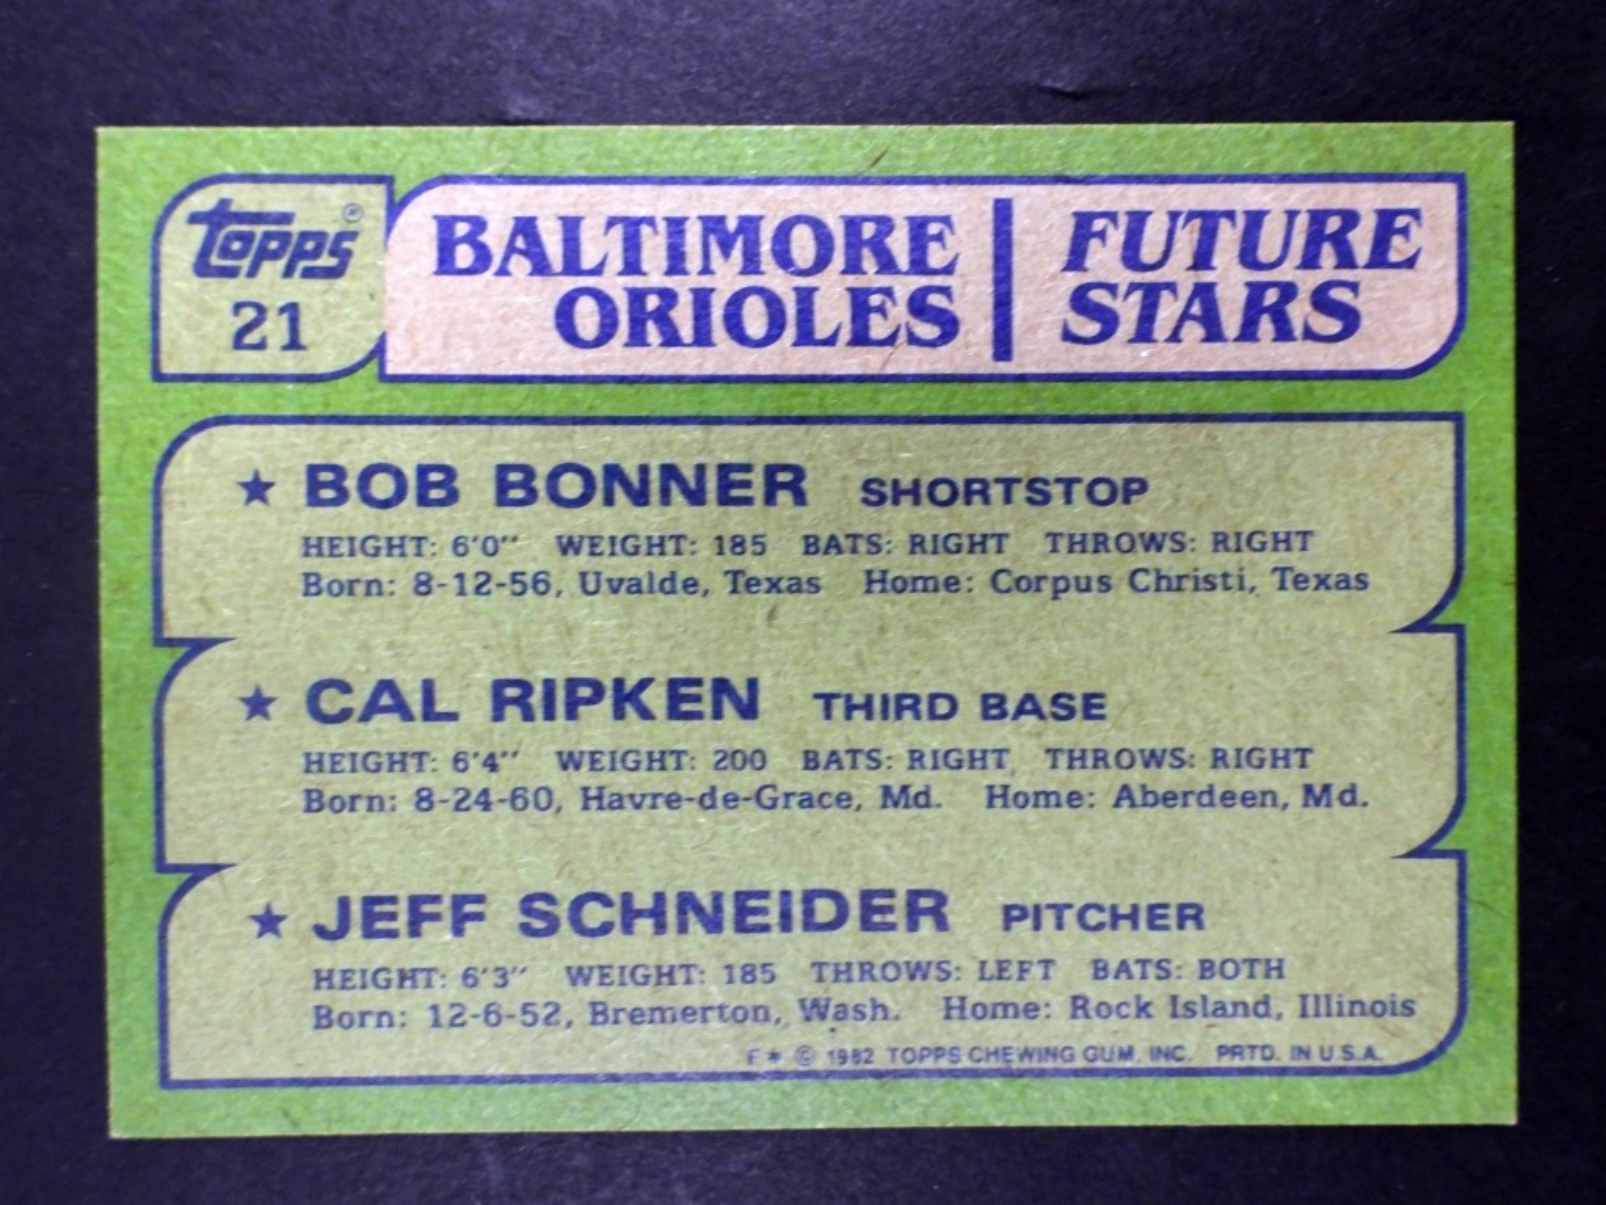 Topps®
21
BALTIMORE ORIOLES
FUTURE STARS
★ BOB BONNER SHORTSTOP
HEIGHT: 6'0" WEIGHT: 185 BATS: RIGHT THROWS: RIGHT
Born: 8-12-56, Uvalde, Texas Home: Corpus Christi, Texas
★ CAL RIPKEN THIRD BASE
HEIGHT: 6'4" WEIGHT: 200 BATS: RIGHT THROWS: RIGHT
Born: 8-24-60, Havre-de-Grace, Md. Home: Aberdeen, Md.
★ JEFF SCHNEIDER PITCHER
HEIGHT: 6'3" WEIGHT: 185 THROWS: LEFT BATS: BOTH
Born: 12-6-52, Bremerton, Wash. Home: Rock Island, Illinois
F* © 1982 TOPPS CHEWING GUM, INC. PRTD. IN U.S.A.